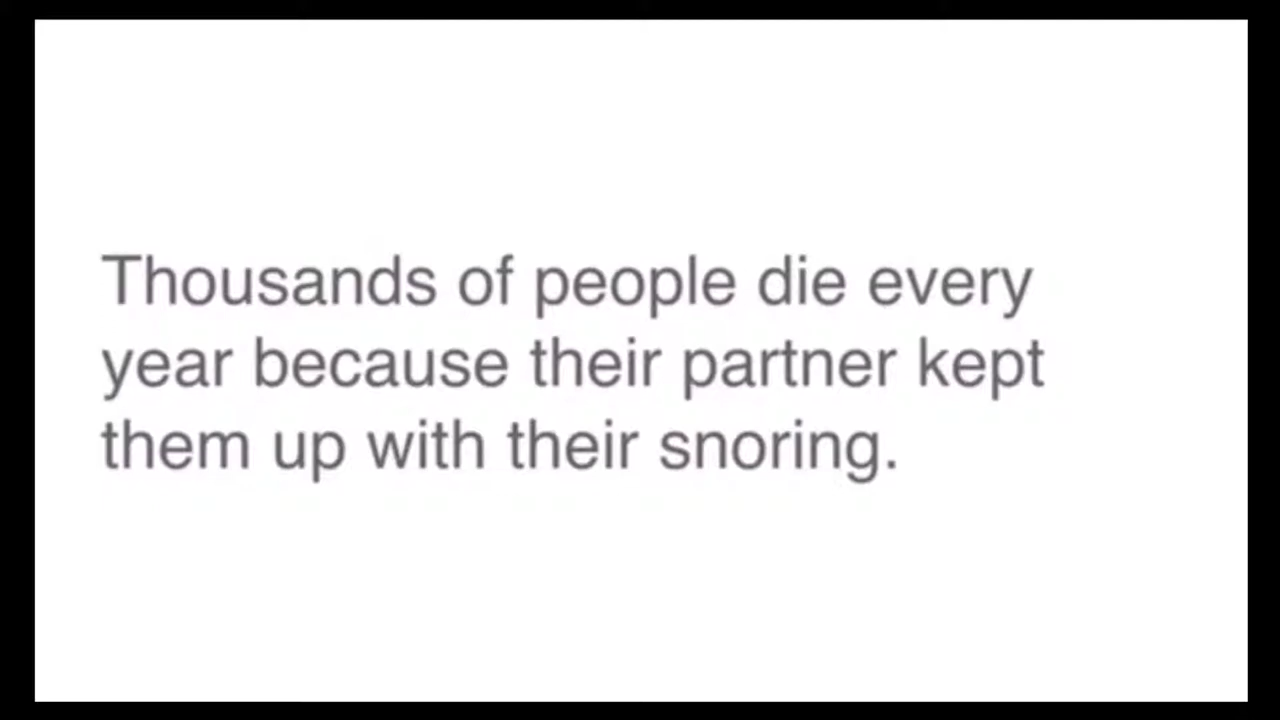 Thousands of people die every
year because their partner kept
them up with their snoring.